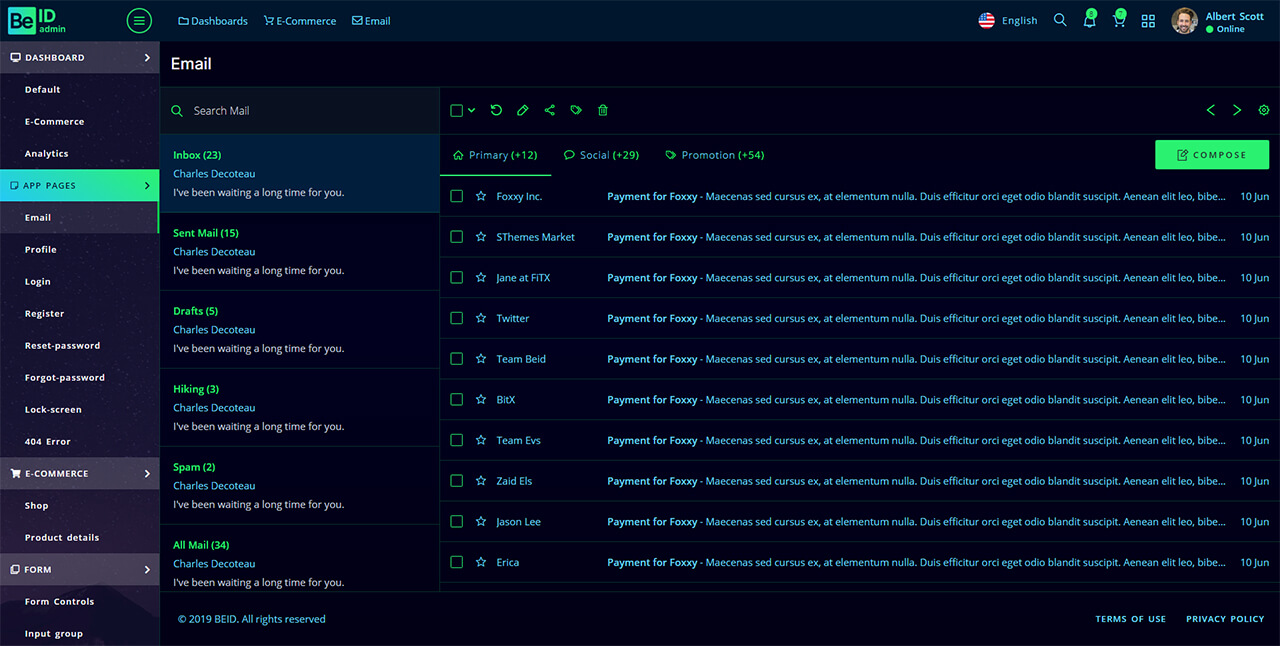 BeID admin
Dashboards E-Commerce Email
English
8
7
Albert Scott
Online
DASHBOARD
Default
E-Commerce
Analytics
APP PAGES
Email
Profile
Login
Register
Reset-password
Forgot-password
Lock-screen
404 Error
E-COMMERCE
Shop
Product details
FORM
Form Controls
Input group
Email
Search Mail
Inbox (23)
Charles Decoteau
I've been waiting a long time for you.
Sent Mail (15)
Charles Decoteau
I've been waiting a long time for you.
Drafts (5)
Charles Decoteau
I've been waiting a long time for you.
Hiking (3)
Charles Decoteau
I've been waiting a long time for you.
Spam (2)
Charles Decoteau
I've been waiting a long time for you.
All Mail (34)
Charles Decoteau
I've been waiting a long time for you.
Primary (+12) Social (+29) Promotion (+54)
COMPOSE
Foxxy Inc. Payment for Foxxy - Maecenas sed cursus ex, at elementum nulla. Duis efficitur orci eget odio blandit suscipit. Aenean elit leo, bibe... 10 Jun
SThemes Market Payment for Foxxy - Maecenas sed cursus ex, at elementum nulla. Duis efficitur orci eget odio blandit suscipit. Aenean elit leo, bibe... 10 Jun
Jane at FiTX Payment for Foxxy - Maecenas sed cursus ex, at elementum nulla. Duis efficitur orci eget odio blandit suscipit. Aenean elit leo, bibe... 10 Jun
Twitter Payment for Foxxy - Maecenas sed cursus ex, at elementum nulla. Duis efficitur orci eget odio blandit suscipit. Aenean elit leo, bibe... 10 Jun
Team Beid Payment for Foxxy - Maecenas sed cursus ex, at elementum nulla. Duis efficitur orci eget odio blandit suscipit. Aenean elit leo, bibe... 10 Jun
BitX Payment for Foxxy - Maecenas sed cursus ex, at elementum nulla. Duis efficitur orci eget odio blandit suscipit. Aenean elit leo, bibe... 10 Jun
Team Evs Payment for Foxxy - Maecenas sed cursus ex, at elementum nulla. Duis efficitur orci eget odio blandit suscipit. Aenean elit leo, bibe... 10 Jun
Zaid Els Payment for Foxxy - Maecenas sed cursus ex, at elementum nulla. Duis efficitur orci eget odio blandit suscipit. Aenean elit leo, bibe... 10 Jun
Jason Lee Payment for Foxxy - Maecenas sed cursus ex, at elementum nulla. Duis efficitur orci eget odio blandit suscipit. Aenean elit leo, bibe... 10 Jun
Erica Payment for Foxxy - Maecenas sed cursus ex, at elementum nulla. Duis efficitur orci eget odio blandit suscipit. Aenean elit leo, bibe... 10 Jun
© 2019 BEID. All rights reserved
TERMS OF USE PRIVACY POLICY